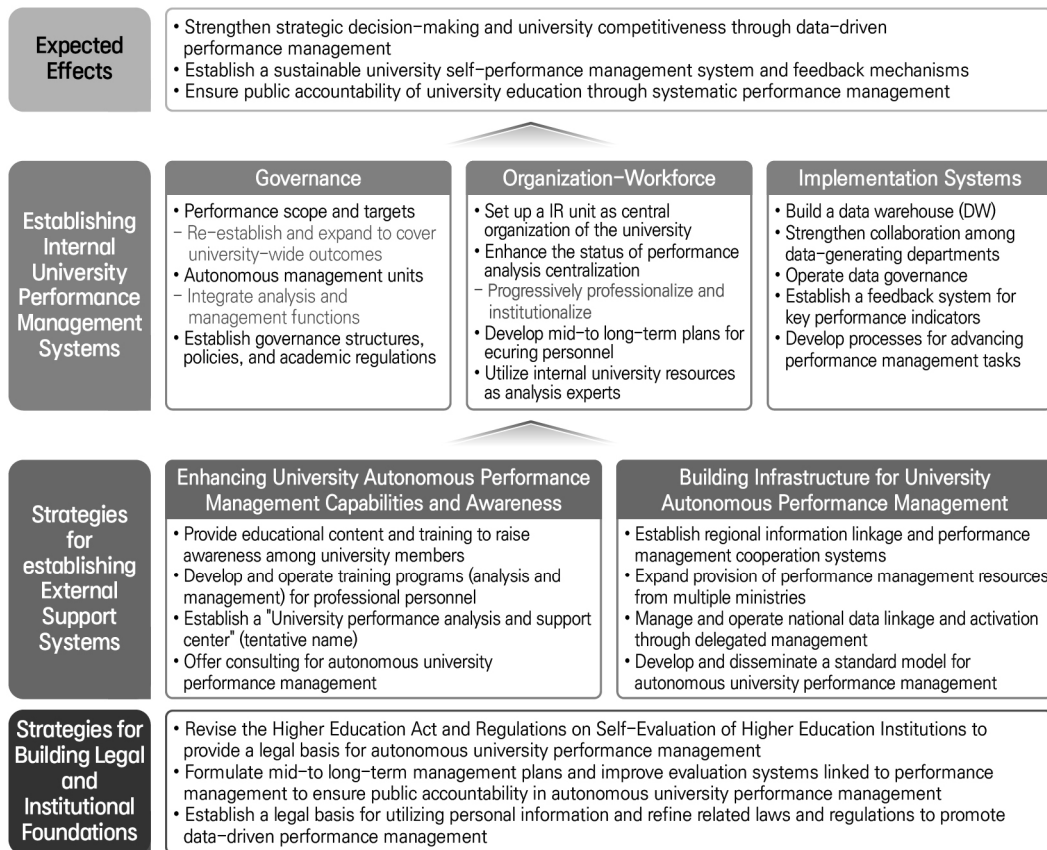 Expected
Effects
• Strengthen strategic decision-making and university competitiveness through data-driven
performance management
• Establish a sustainable university self-performance management system and feedback mechanisms
• Ensure public accountability of university education through systematic performance management
Establishing
Internal
University
Performance
Management
Systems
Governance
• Performance scope and targets
- Re-establish and expand to cover
university-wide outcomes
• Autonomous management units
- Integrate analysis and
management functions
• Establish governance structures,
policies, and academic regulations
Organization-Workforce
• Set up a IR unit as central
organization of the university
• Enhance the status of performance
analysis centralization
- Progressively professionalize and
institutionalize
• Develop mid-to long-term plans for
ecuring personnel
• Utilize internal university resources
as analysis experts
Implementation Systems
• Build a data warehouse (DW)
• Strengthen collaboration among
data-generating departments
• Operate data governance
• Establish a feedback system for
key performance indicators
• Develop processes for advancing
performance management tasks
Strategies
for
establishing
External
Support
Systems
Enhancing University Autonomous Performance
Management Capabilities and Awareness
• Provide educational content and training to raise
awareness among university members
• Develop and operate training programs (analysis and
management) for professional personnel
• Establish a "University performance analysis and support
center" (tentative name)
• Offer consulting for autonomous university
performance management
Building Infrastructure for University
Autonomous Performance Management
• Establish regional information linkage and performance
management cooperation systems
• Expand provision of performance management resources
from multiple ministries
• Manage and operate national data linkage and activation
through delegated management
• Develop and disseminate a standard model for
autonomous university performance management
Strategies for
Building Legal
and
Institutional
Foundations
• Revise the Higher Education Act and Regulations on Self-Evaluation of Higher Education Institutions to
provide a legal basis for autonomous university performance management
• Formulate mid-to long-term management plans and improve evaluation systems linked to performance
management to ensure public accountability in autonomous university performance management
• Establish a legal basis for utilizing personal information and refine related laws and regulations to promote
data-driven performance management